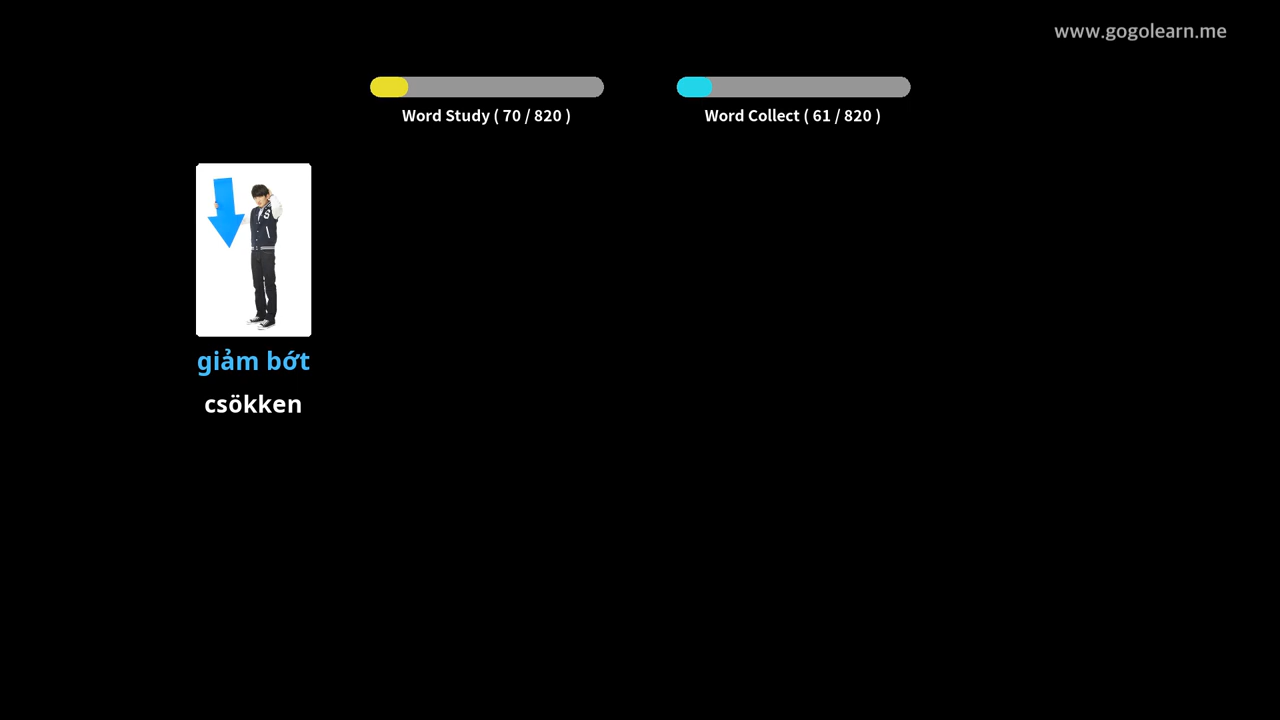 www.gogolearn.me
Word Study ( 70 / 820 )
Word Collect ( 61 / 820 )
giảm bớt
csökken